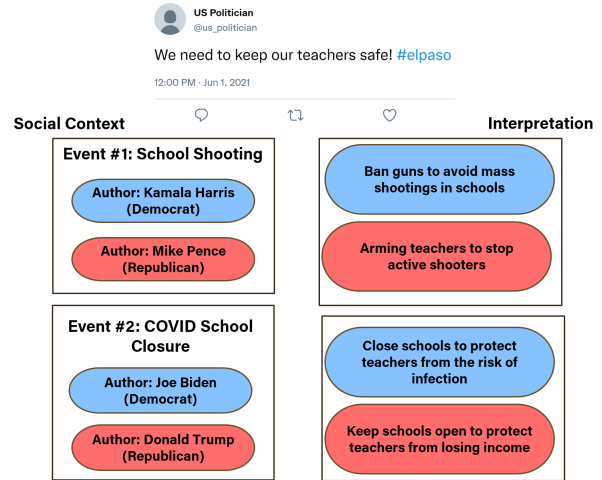 US Politician
@us_politician
We need to keep our teachers safe! #elpaso
12:00 PM · Jun 1, 2021
Social Context
Interpretation
Event #1: School Shooting
Author: Kamala Harris
(Democrat)
Author: Mike Pence
(Republican)
Ban guns to avoid mass
shootings in schools
Arming teachers to stop
active shooters
Event #2: COVID School
Closure
Author: Joe Biden
(Democrat)
Author: Donald Trump
(Republican)
Close schools to protect
teachers from the risk of
infection
Keep schools open to protect
teachers from losing income